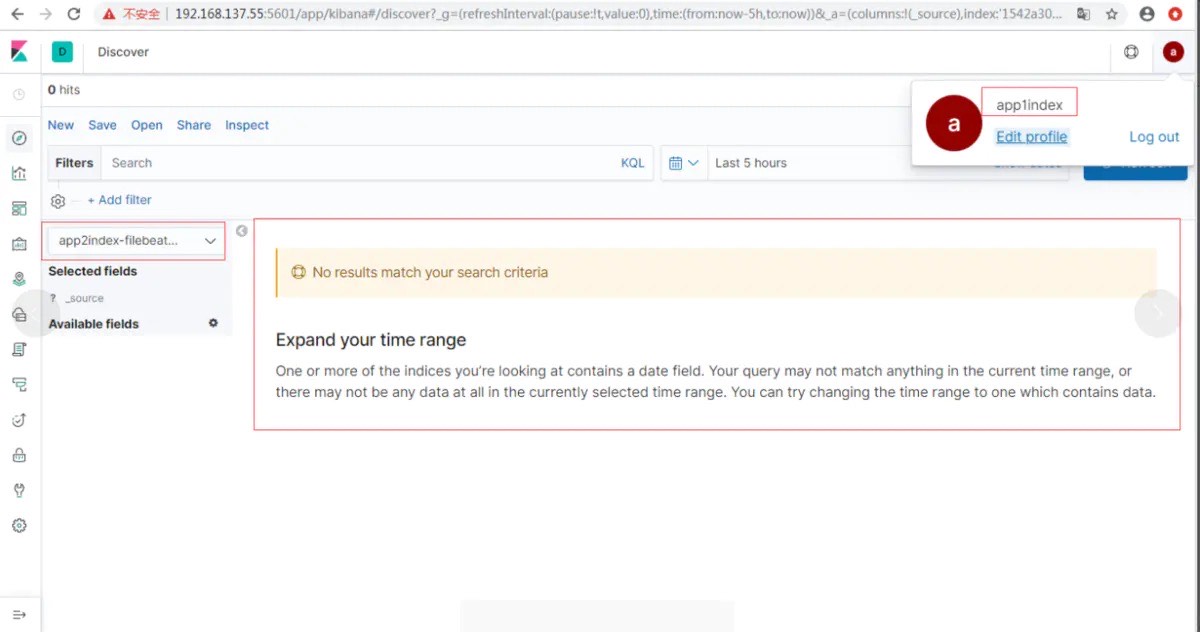 不安全 192.168.137.55:5601/app/kibana#/discover?_g=(refreshInterval:(pause:!t,value:0),time:(from:now-5h,to:now))&_a=(columns:!(_source),index:'1542a30...
D Discover a
0 hits
app1index
a
Edit profile Log out
New Save Open Share Inspect
Filters Search KQL Last 5 hours
+ Add filter
app2index-filebeat...
Selected fields
? _source
Available fields
No results match your search criteria
Expand your time range
One or more of the indices you're looking at contains a date field. Your query may not match anything in the current time range, or
there may not be any data at all in the currently selected time range. You can try changing the time range to one which contains data.